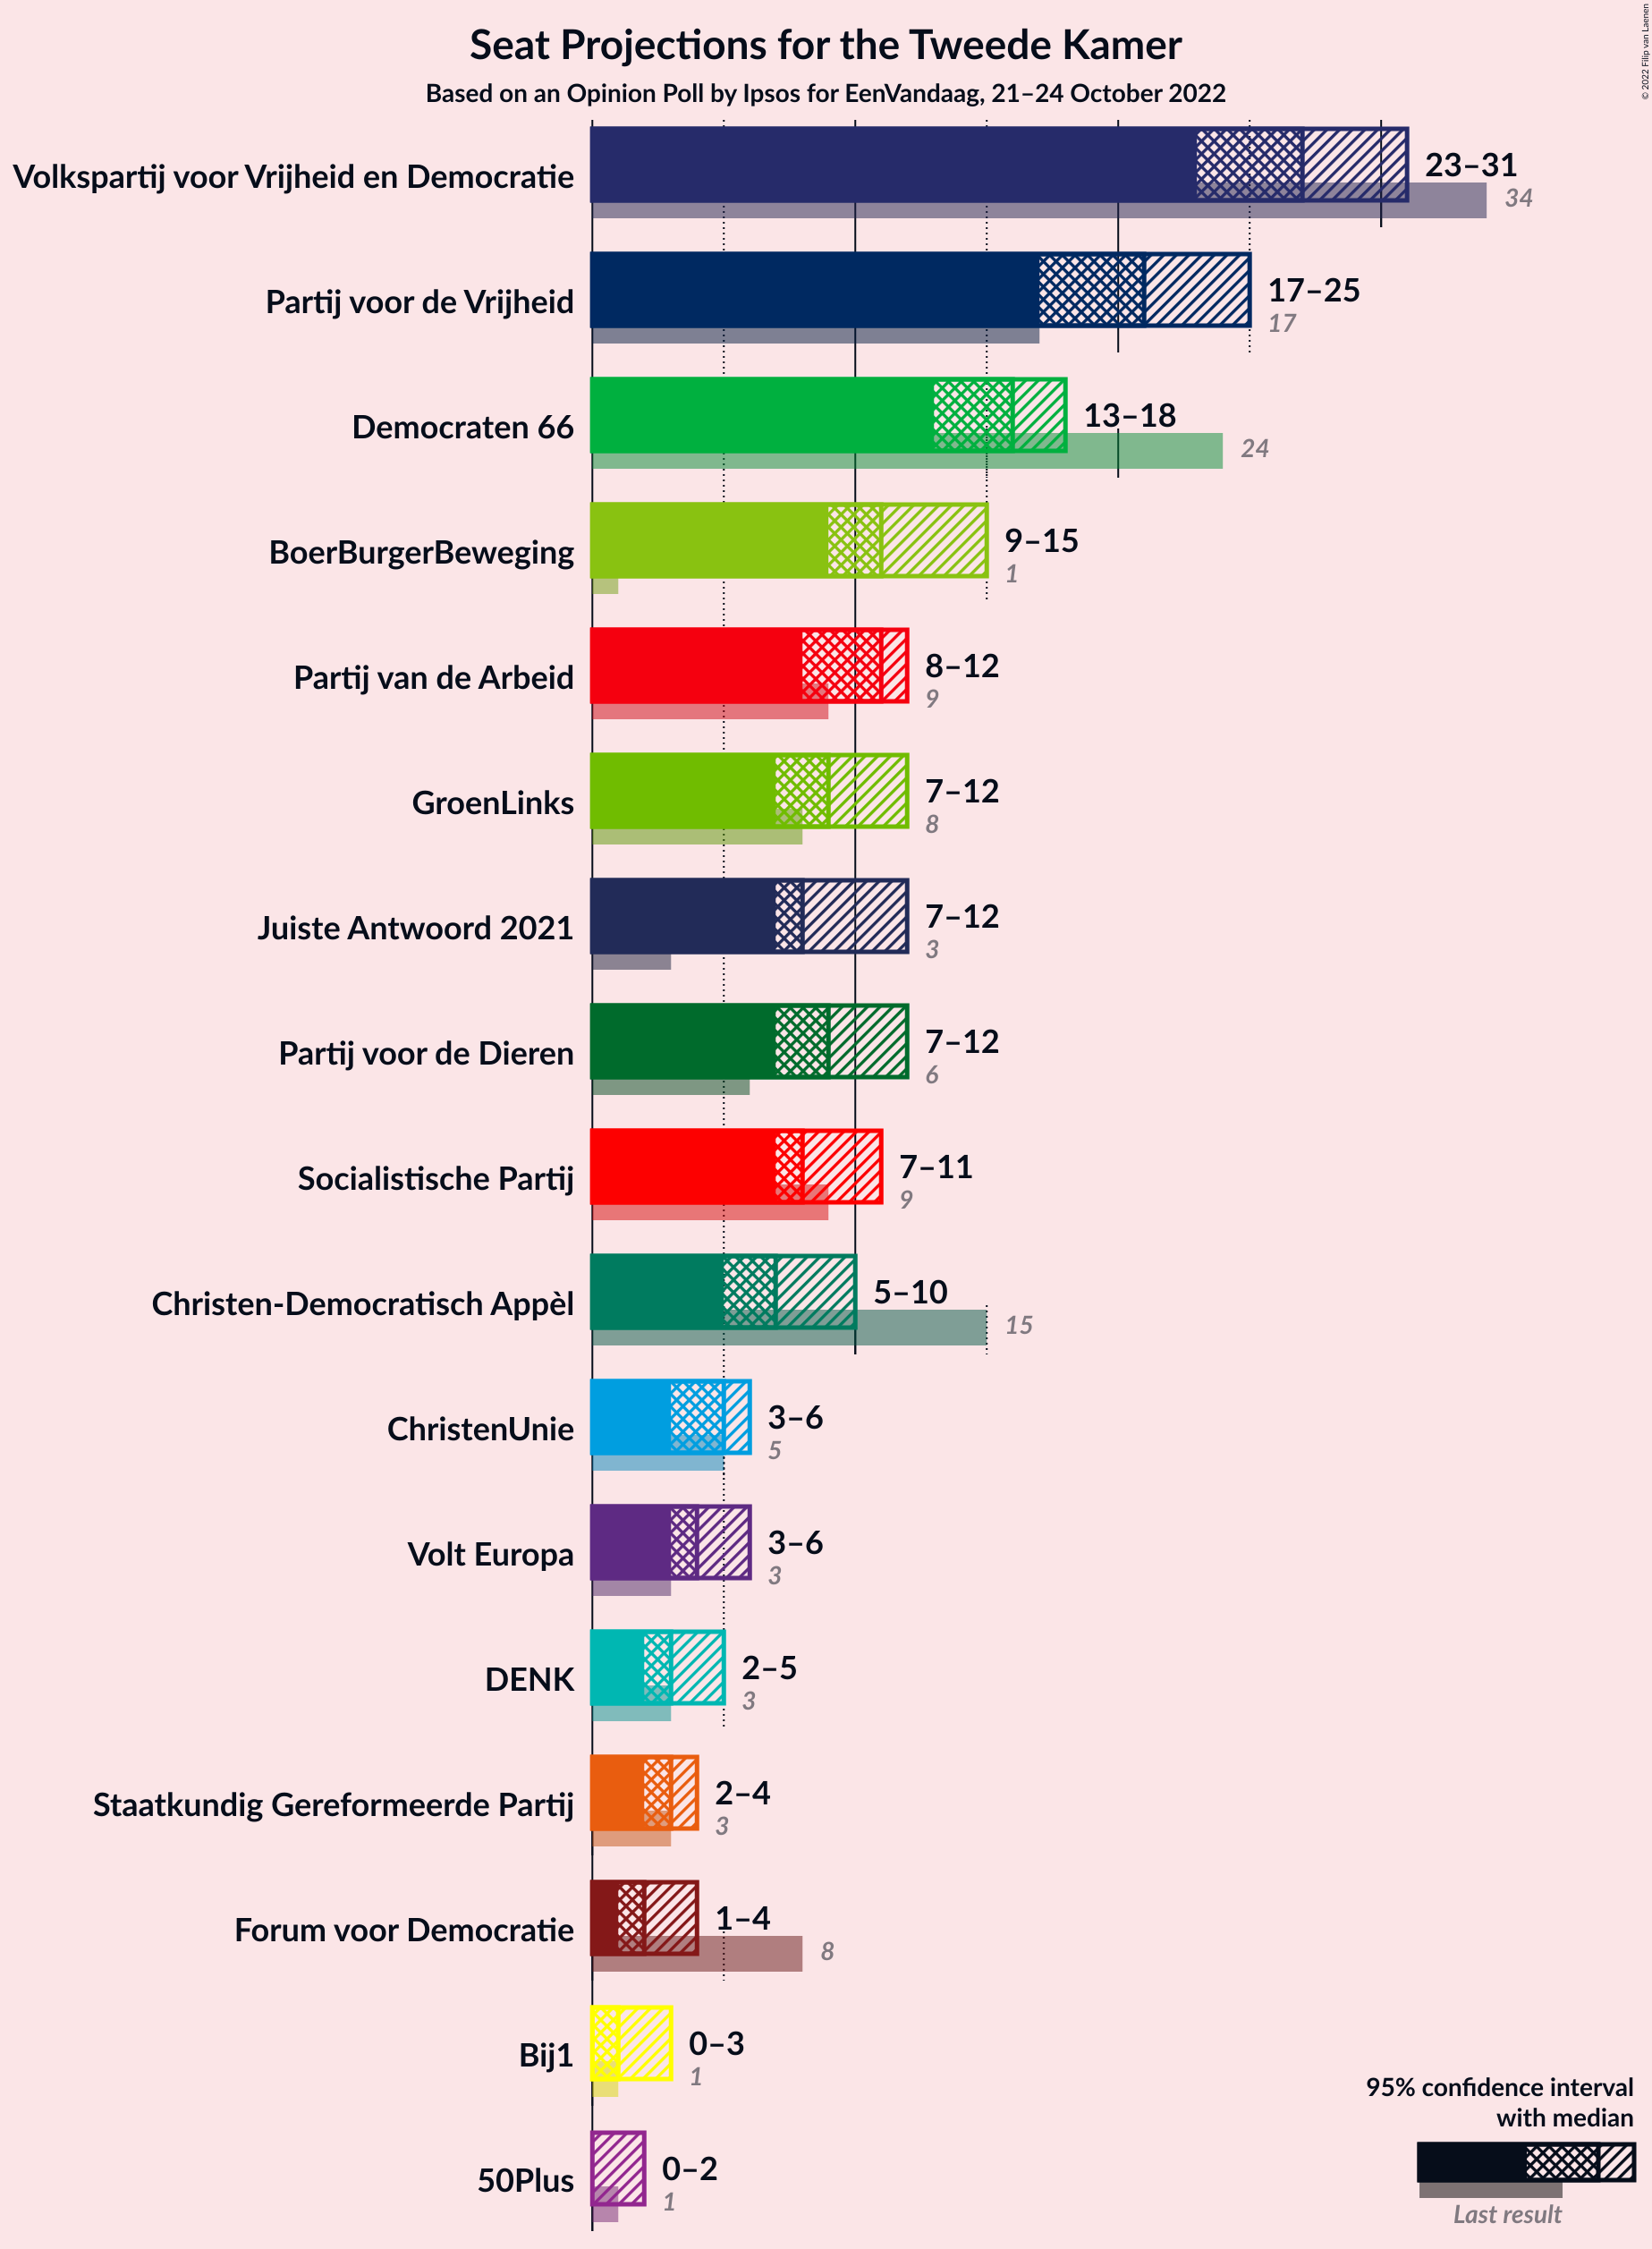 Seat Projections for the Tweede Kamer
Based on an Opinion Poll by Ipsos for EenVandaag, 21–24 October 2022
© 2022 Filip van Laenen
Volkspartij voor Vrijheid en Democratie
23–31
34
Partij voor de Vrijheid
17–25
17
Democraten 66
13–18
24
BoerBurgerBeweging
9–15
1
Partij van de Arbeid
8–12
9
GroenLinks
7–12
8
Juiste Antwoord 2021
7–12
3
Partij voor de Dieren
7–12
6
Socialistische Partij
7–11
9
Christen-Democratisch Appèl
5–10
15
ChristenUnie
3–6
5
Volt Europa
3–6
3
DENK
2–5
3
Staatkundig Gereformeerde Partij
2–4
3
Forum voor Democratie
1–4
8
Bij1
0–3
1
50Plus
0–2
1
95% confidence interval
with median
Last result